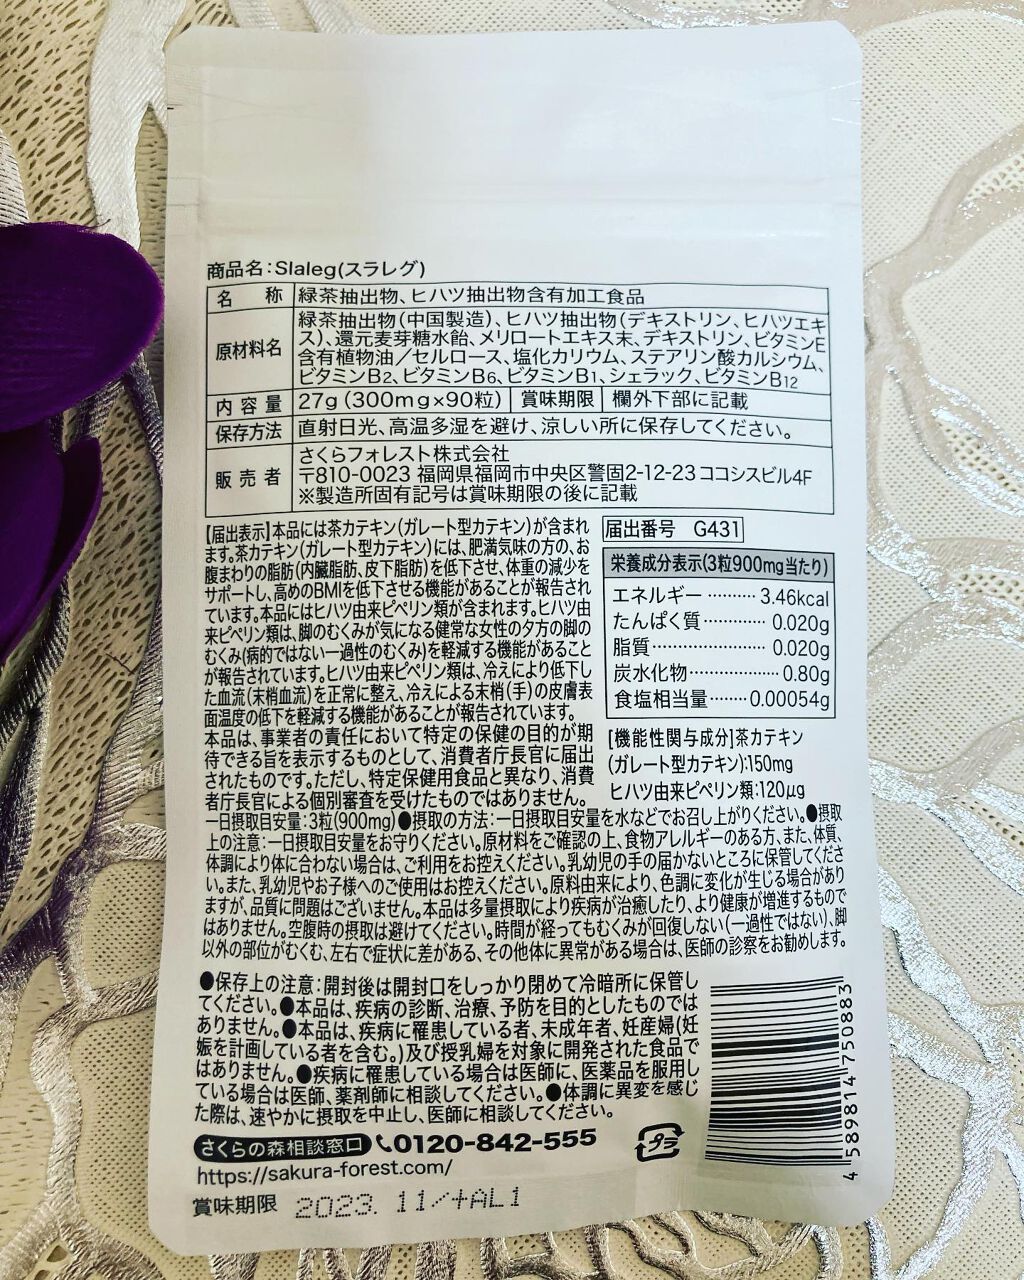 商品名:Slaleg(スラレグ)
名 称 緑茶抽出物、ヒハツ抽出物含有加工食品
原材料名 緑茶抽出物(中国製造)、ヒハツ抽出物(デキストリン、ヒハツエキ
ス)、還元麦芽糖水飴、メリロートエキス末、デキストリン、ビタミンE
含有植物油/セルロース、塩化カリウム、ステアリン酸カルシウム、
ビタミンB2、ビタミンB6、ビタミンB1、シェラック、ビタミンB12
内容量 27g(300mg×90粒) 賞味期限 欄外下部に記載
保存方法 直射日光、高温多湿を避け、涼しい所に保存してください。
販売者 さくらフォレスト株式会社
〒810-0023 福岡県福岡市中央区警固2-12-23 ココシスビル4F
※製造所固有記号は賞味期限の後に記載
【届出表示】本品には茶カテキン(ガレート型カテキン)が含まれ
ます。茶カテキン(ガレート型カテキン)には、肥満気味の方の、お
腹まわりの脂肪(内臓脂肪、皮下脂肪)を低下させ、体重の減少を
サポートし、高めのBMIを低下させる機能があることが報告され
ています。本品にはヒハツ由来ピペリン類が含まれます。ヒハツ由
来ピペリン類は、脚のむくみが気になる健常な女性の夕方の脚の
むくみ(病的ではない一過性のむくみ)を軽減する機能があること
が報告されています。ヒハツ由来ピペリン類は、冷えにより低下し
た血流(末梢血流)を正常に整え、冷えによる末梢(手)の皮膚表
面温度の低下を軽減する機能があることが報告されています。
本品は、事業者の責任において特定の保健の目的が期
待できる旨を表示するものとして、消費者庁長官に届出
されたものです。ただし、特定保健用食品と異なり、消費
者庁長官による個別審査を受けたものではありません。
届出番号 G431
栄養成分表示(3粒900mg当たり)
エネルギー ·········· 3.46kcal
たんぱく質 ············· 0.020g
脂質 ························ 0.020g
炭水化物 ··················· 0.80g
食塩相当量 ········ 0.00054g
[機能性関与成分]茶カテキン
(ガレート型カテキン):150mg
ヒハツ由来ピペリン類:120μg
一日摂取目安量:3粒(900mg)●摂取の方法:一日摂取目安量を水などでお召し上がりください。●摂取
上の注意:一日摂取目安量をお守りください。原材料をご確認の上、食物アレルギーのある方、また、体質、
体調により体に合わない場合は、ご利用をお控えください。乳幼児の手の届かないところに保管してくださ
い。また、乳幼児やお子様へのご使用はお控えください。原料由来により、色調に変化が生じる場合があり
ますが、品質に問題はございません。本品は多量摂取により疾病が治癒したり、より健康が増進するもので
はありません。空腹時の摂取は避けてください。時間が経ってもむくみが回復しない(一過性ではない)、脚
以外の部位がむくむ、左右で症状に差がある、その他体に異常がある場合は、医師の診察をお勧めします。
●保存上の注意:開封後は開封口をしっかり閉めて冷暗所に保管し
てください。●本品は、疾病の診断、治療、予防を目的としたものでは
ありません。●本品は、疾病に罹患している者、未成年者、妊産婦(妊
娠を計画している者を含む。)及び授乳婦を対象に開発された食品で
はありません。●疾病に罹患している場合は医師に、医薬品を服用し
ている場合は医師、薬剤師に相談してください。●体調に異変を感じ
た際は、速やかに摂取を中止し、医師に相談してください。
さくらの森相談窓口 0120-842-555
プラ
https://sakura-forest.com/
賞味期限 2023.11/+AL1
4589814750883